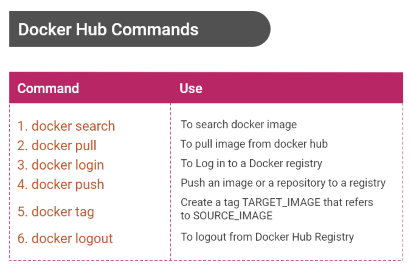 Docker Hub Commands
Command Use
1. docker search To search docker image
2. docker pull To pull image from docker hub
3. docker login To Log in to a Docker registry
4. docker push Push an image or a repository to a registry
5. docker tag Create a tag TARGET_IMAGE that refers
to SOURCE_IMAGE
6. docker logout To logout from Docker Hub Registry